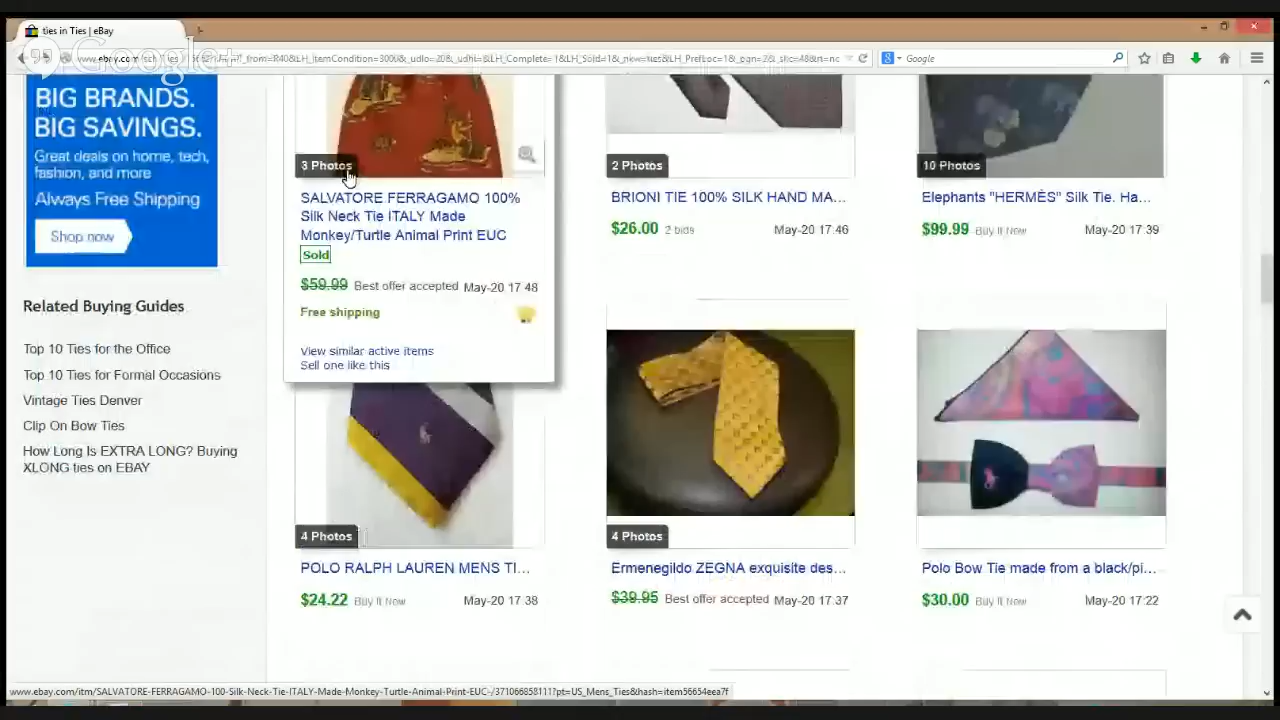 ties in Ties | eBay
Google+
Google
BIG BRANDS.
BIG SAVINGS.
Great deals on home, tech,
fashion, and more
Always Free Shipping
Shop now
Related Buying Guides
Top 10 Ties for the Office
Top 10 Ties for Formal Occasions
Vintage Ties Denver
Clip On Bow Ties
How Long Is EXTRA LONG? Buying
XLONG ties on EBAY
3 Photos
SALVATORE FERRAGAMO 100%
Silk Neck Tie ITALY Made
Monkey/Turtle Animal Print EUC
Sold
$59.99 Best offer accepted May-20 17:48
Free shipping
View similar active items
Sell one like this
2 Photos
BRIONI TIE 100% SILK HAND MA...
$26.00 2 bids May-20 17:46
10 Photos
Elephants "HERMÈS" Silk Tie. Ha...
$99.99 Buy It Now May-20 17:39
4 Photos
POLO RALPH LAUREN MENS TI...
$24.22 Buy It Now May-20 17:38
4 Photos
Ermenegildo ZEGNA exquisite des...
$39.95 Best offer accepted May-20 17:37
Polo Bow Tie made from a black/pi...
$30.00 Buy It Now May-20 17:22